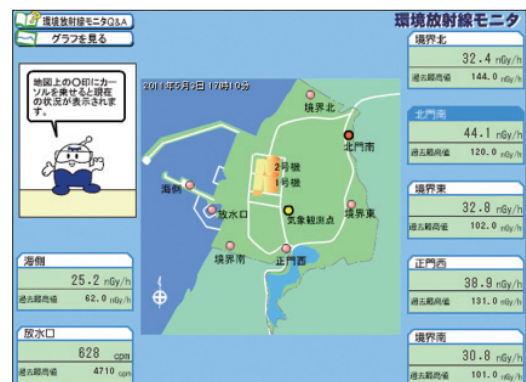 環境放射線モニタQ&A
グラフを見る
環境放射線モニタ
地図上の○印にカー
ソルを乗せると現在
の状況が表示されま
す。
2011年5月3日 17時10分
境界北
北門南
2号機
1号機
海側
放水口
気象観測点
境界東
境界南
正門西
境界北
32.4 nGy/h
過去最高値 144.0 nGy/h
北門南
44.1 nGy/h
過去最高値 120.0 nGy/h
境界東
32.8 nGy/h
過去最高値 102.0 nGy/h
正門西
38.9 nGy/h
過去最高値 131.0 nGy/h
境界南
30.8 nGy/h
過去最高値 101.0 nGy/h
海側
25.2 nGy/h
過去最高値 62.0 nGy/h
放水口
628 cpm
過去最高値 4710 cpm